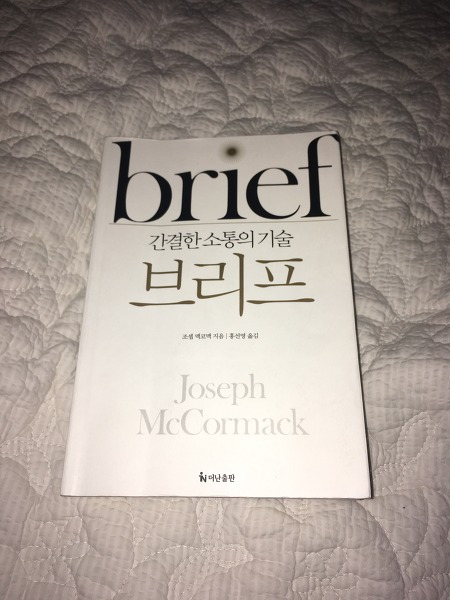 brief
간결한 소통의 기술
브리프
조셉 맥코맥 지음 | 홍선영 옮김
Joseph
McCormack
더난출판